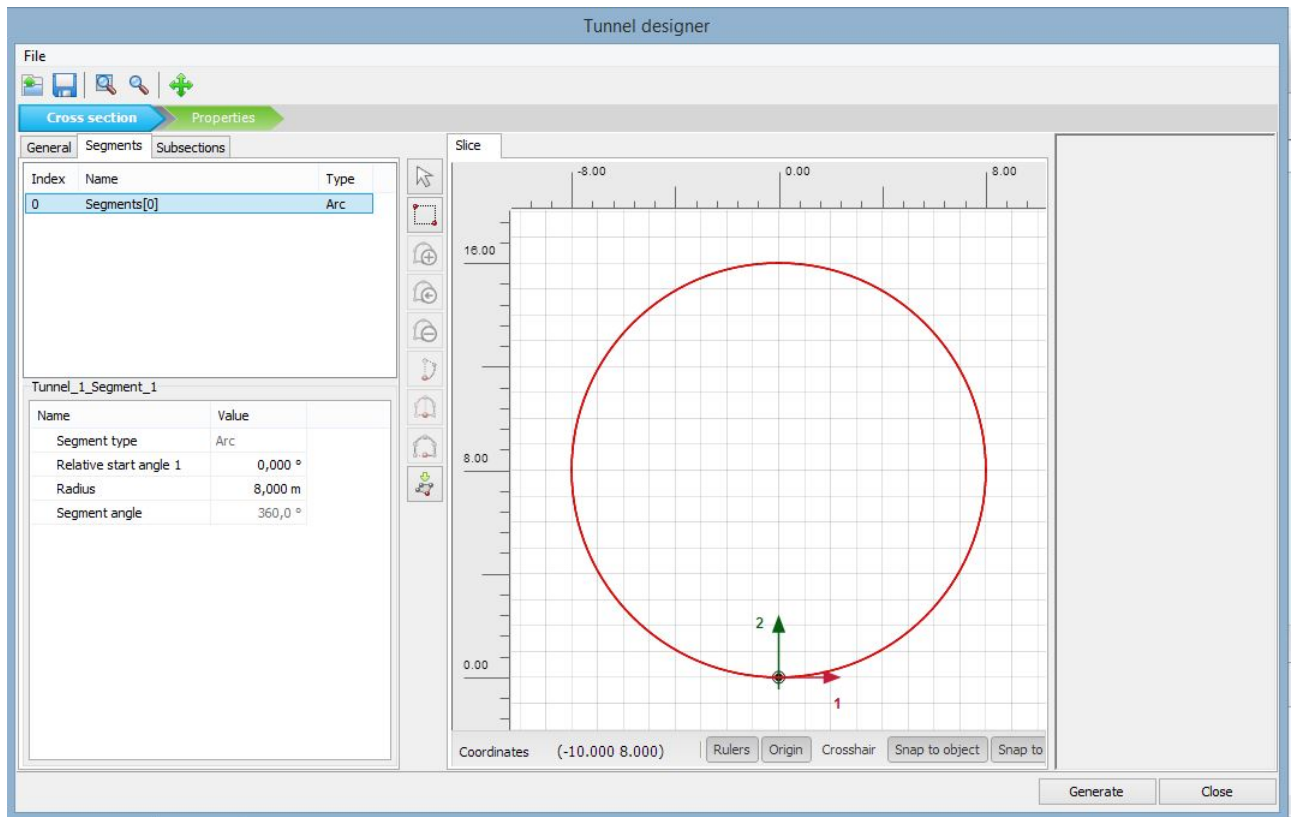 Tunnel designer
File
Cross section Properties
General Segments Subsections
Index Name Type
0 Segments[0] Arc
Tunnel_1_Segment_1
Name Value
Segment type Arc
Relative start angle 1 0,000 °
Radius 8,000 m
Segment angle 360,0 °
Slice
-8.00 0.00 8.00
16.00
8.00
0.00
2
1
Coordinates (-10.000 8.000) Rulers Origin Crosshair Snap to object Snap to
Generate Close